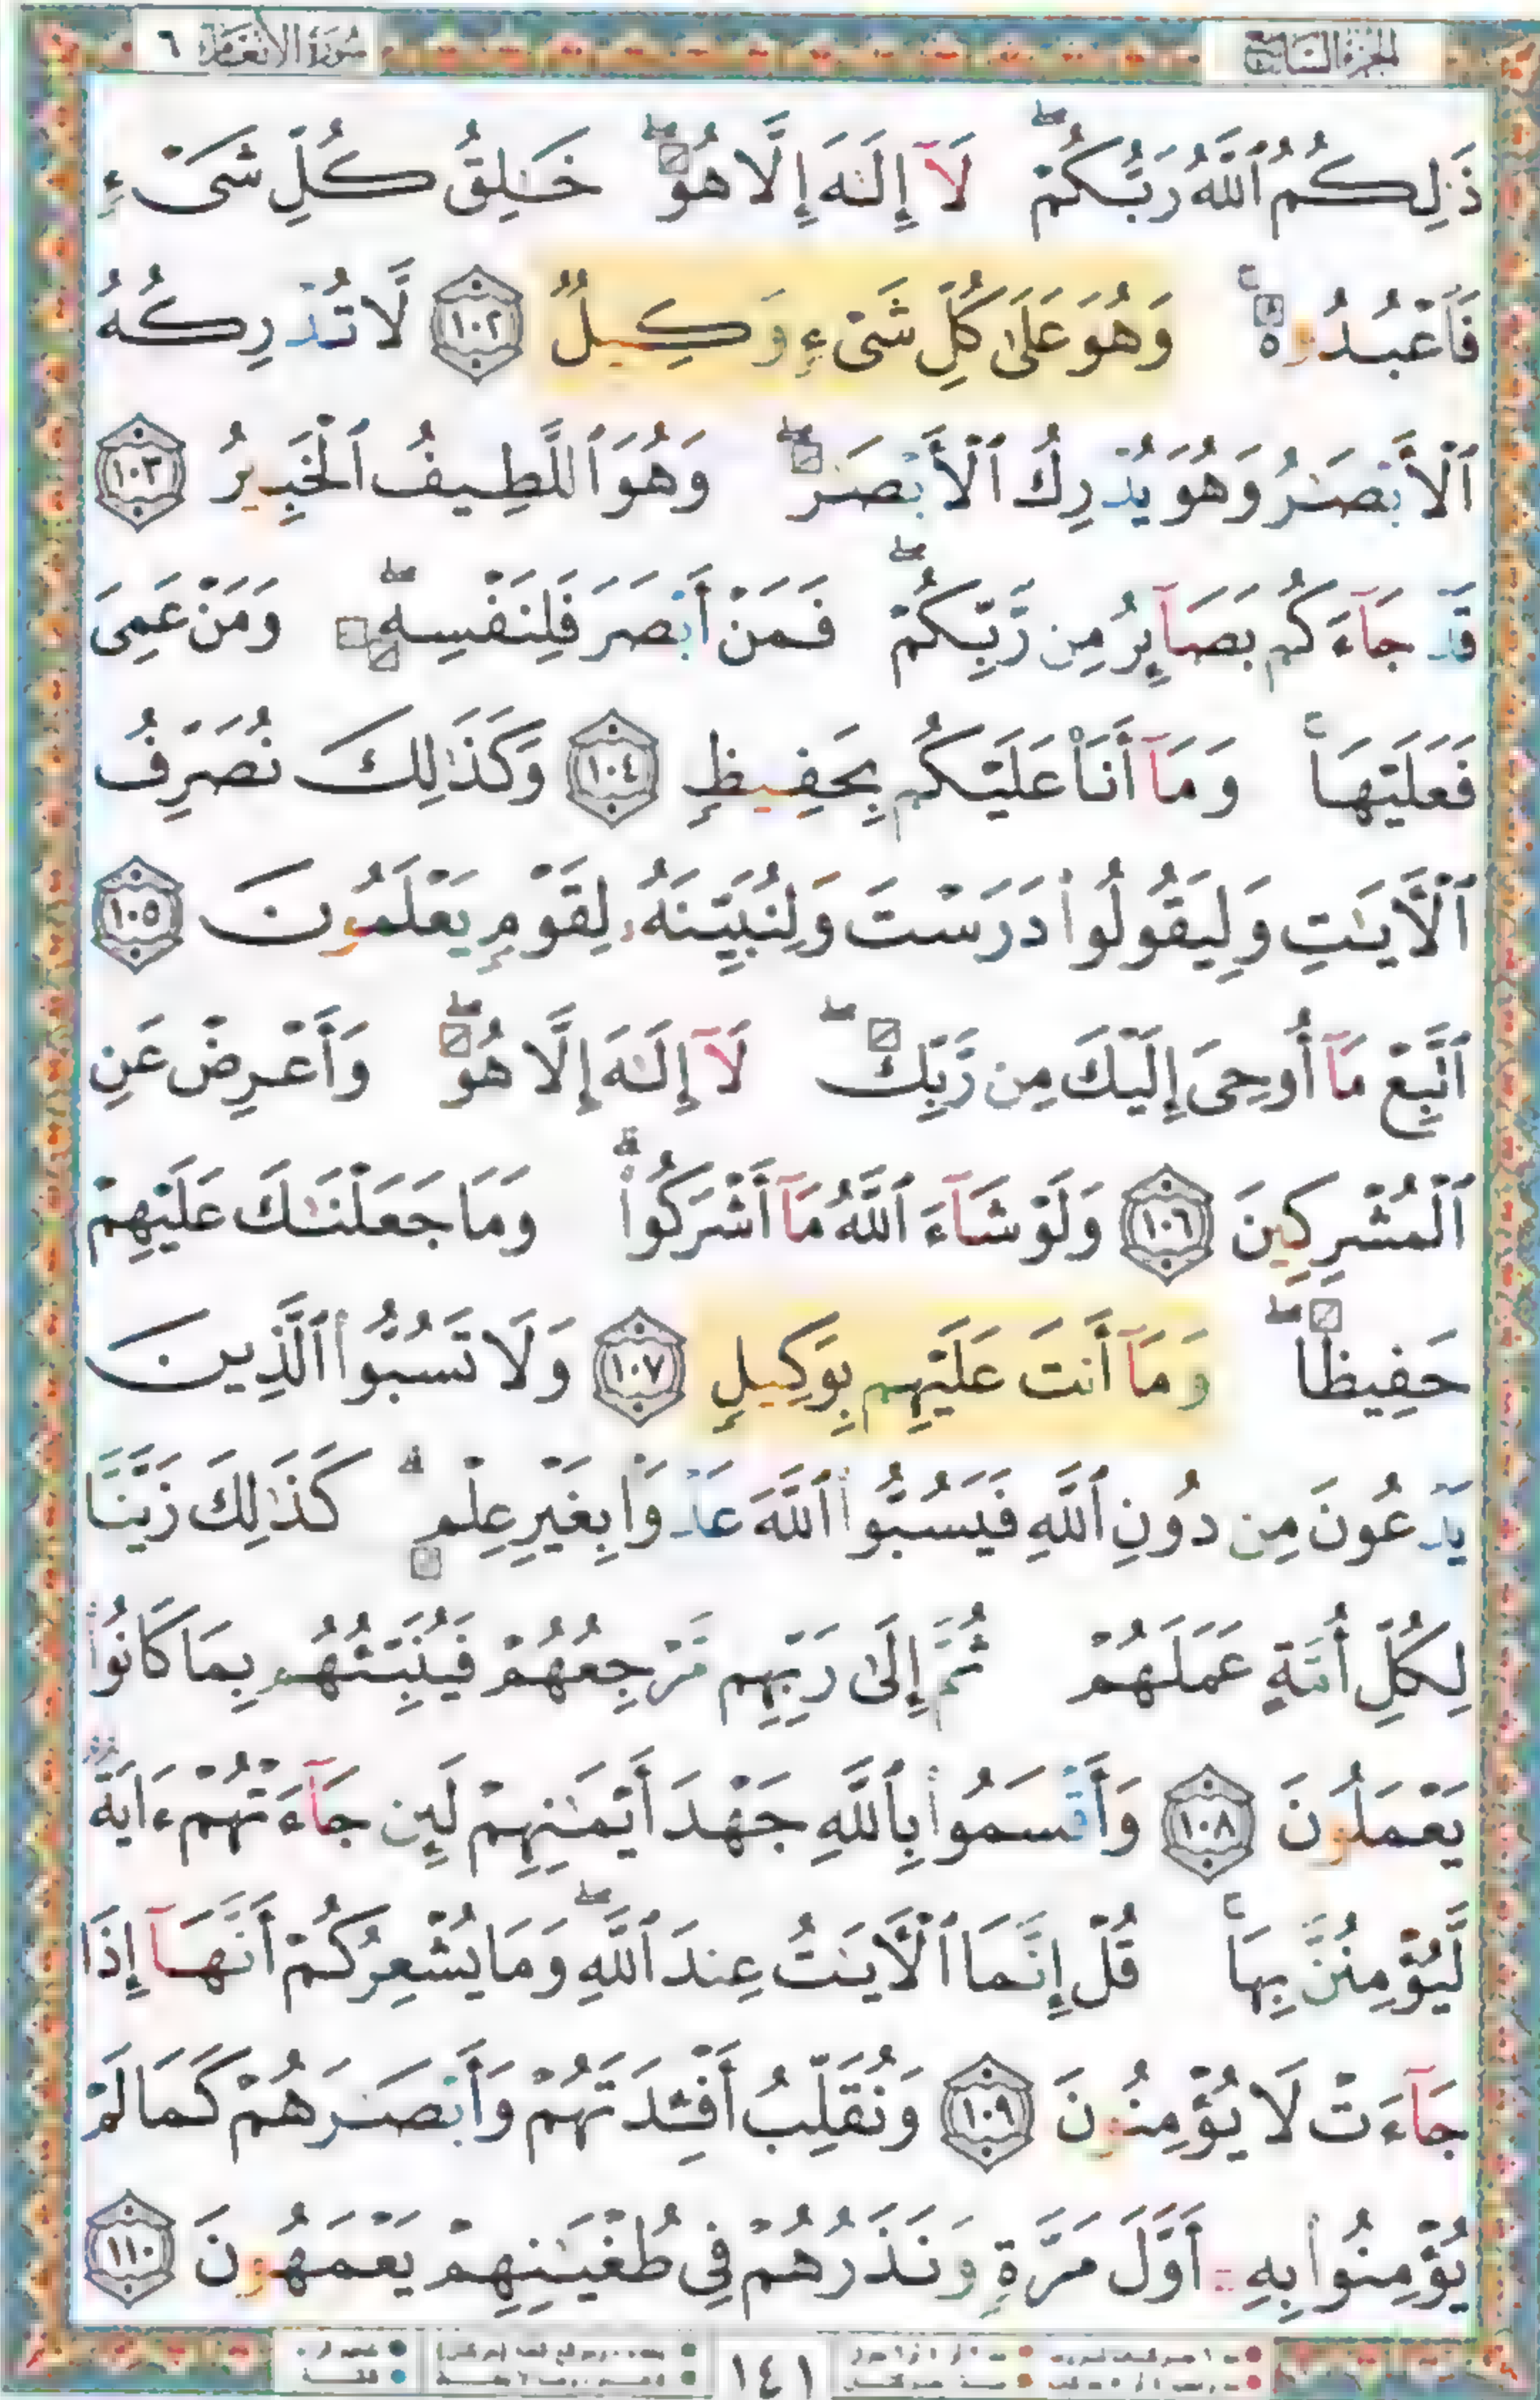 الجزء السابع
سورة الأنعام ٦
ذَٰلِكُمُ ٱللَّهُ رَبُّكُمْ ۖ لَآ إِلَٰهَ إِلَّا هُوَ ۖ خَٰلِقُ كُلِّ شَىْءٍ
فَٱعْبُدُوهُ ۚ وَهُوَ عَلَىٰ كُلِّ شَىْءٍ وَكِيلٌ ١٠٢ لَّا تُدْرِكُهُ
ٱلْأَبْصَٰرُ وَهُوَ يُدْرِكُ ٱلْأَبْصَٰرَ ۖ وَهُوَ ٱللَّطِيفُ ٱلْخَبِيرُ ١٠٣
قَدْ جَآءَكُم بَصَآئِرُ مِن رَّبِّكُمْ ۖ فَمَنْ أَبْصَرَ فَلِنَفْسِهِ ۖ وَمَنْ عَمِىَ
فَعَلَيْهَا ۚ وَمَآ أَنَا۠ عَلَيْكُم بِحَفِيظٍ ١٠٤ وَكَذَٰلِكَ نُصَرِّفُ
ٱلْأَيَٰتِ وَلِيَقُولُوا۟ دَرَسْتَ وَلِنُبَيِّنَهُۥ لِقَوْمٍ يَعْلَمُونَ ١٠٥
ٱتَّبِعْ مَآ أُوحِىَ إِلَيْكَ مِن رَّبِّكَ ۖ لَآ إِلَٰهَ إِلَّا هُوَ ۖ وَأَعْرِضْ عَنِ
ٱلْمُشْرِكِينَ ١٠٦ وَلَوْ شَآءَ ٱللَّهُ مَآ أَشْرَكُوا۟ ۗ وَمَا جَعَلْنَٰكَ عَلَيْهِمْ
حَفِيظًا ۖ وَمَآ أَنتَ عَلَيْهِم بِوَكِيلٍ ١٠٧ وَلَا تَسُبُّوا۟ ٱلَّذِينَ
يَدْعُونَ مِن دُونِ ٱللَّهِ فَيَسُبُّوا۟ ٱللَّهَ عَدْوًۢا بِغَيْرِ عِلْمٍ ۗ كَذَٰلِكَ زَيَّنَّا
لِكُلِّ أُمَّةٍ عَمَلَهُمْ ثُمَّ إِلَىٰ رَبِّهِم مَّرْجِعُهُمْ فَيُنَبِّئُهُم بِمَا كَانُوا۟
يَعْمَلُونَ ١٠٨ وَأَقْسَمُوا۟ بِٱللَّهِ جَهْدَ أَيْمَٰنِهِمْ لَئِن جَآءَتْهُمْ ءَايَةٌ
لَّيُؤْمِنُنَّ بِهَا ۚ قُلْ إِنَّمَا ٱلْأَيَٰتُ عِندَ ٱللَّهِ ۖ وَمَا يُشْعِرُكُمْ أَنَّهَآ إِذَا
جَآءَتْ لَا يُؤْمِنُونَ ١٠٩ وَنُقَلِّبُ أَفْـِٔدَتَهُمْ وَأَبْصَٰرَهُمْ كَمَا لَمْ
يُؤْمِنُوا۟ بِهِۦٓ أَوَّلَ مَرَّةٍ وَنَذَرُهُمْ فِى طُغْيَٰنِهِمْ يَعْمَهُونَ ١١٠
١٤١